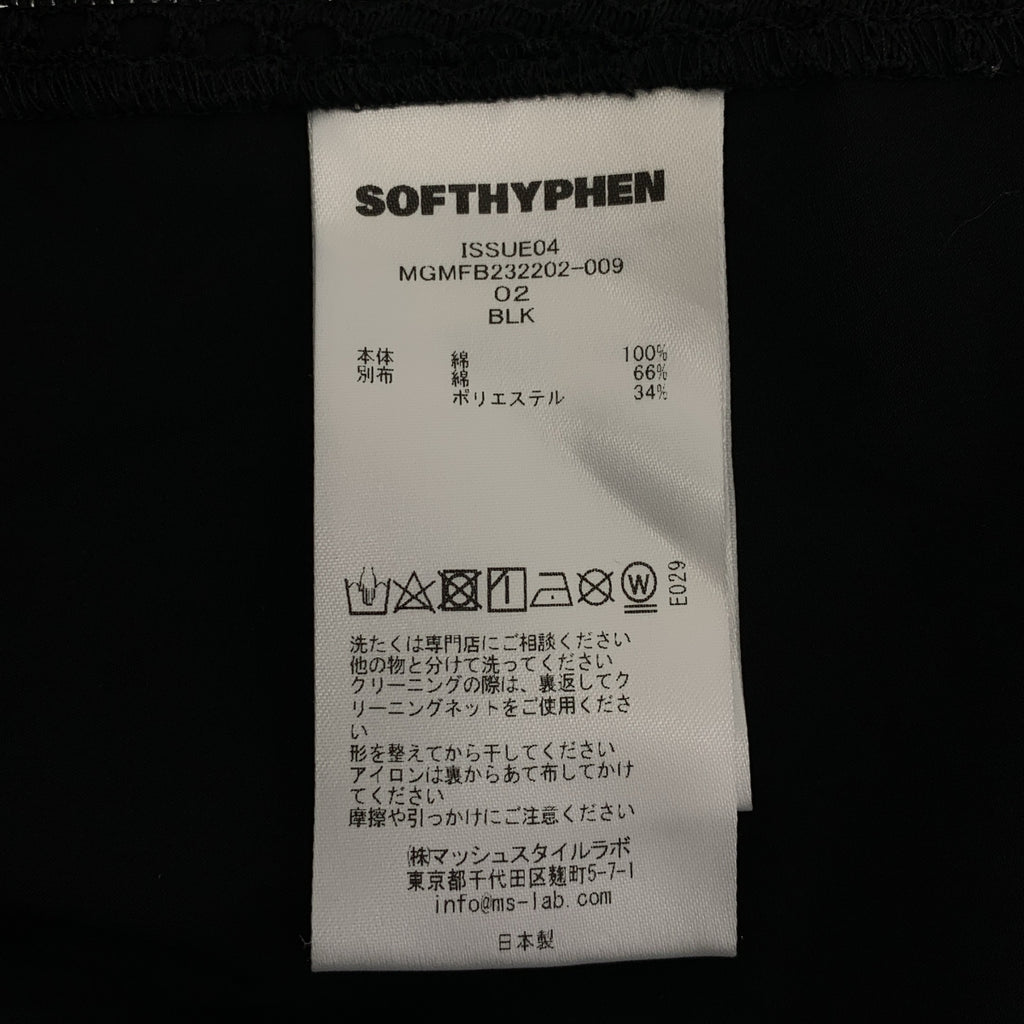 SOFTHYPHEN
ISSUE04
MGMFB232202-009
02
BLK
本体 綿 100%
別布 綿 66%
ポリエステル 34%
W E029
洗たくは専門店にご相談ください
他の物と分けて洗ってください
クリーニングの際は、裏返してク
リーニングネットをご使用くださ
い
形を整えてから干してください
アイロンは裏からあて布してかけ
てください
摩擦や引っかけにご注意ください
㈱マッシュスタイルラボ
東京都千代田区麹町5-7-1
info@ms-lab.com
日本製